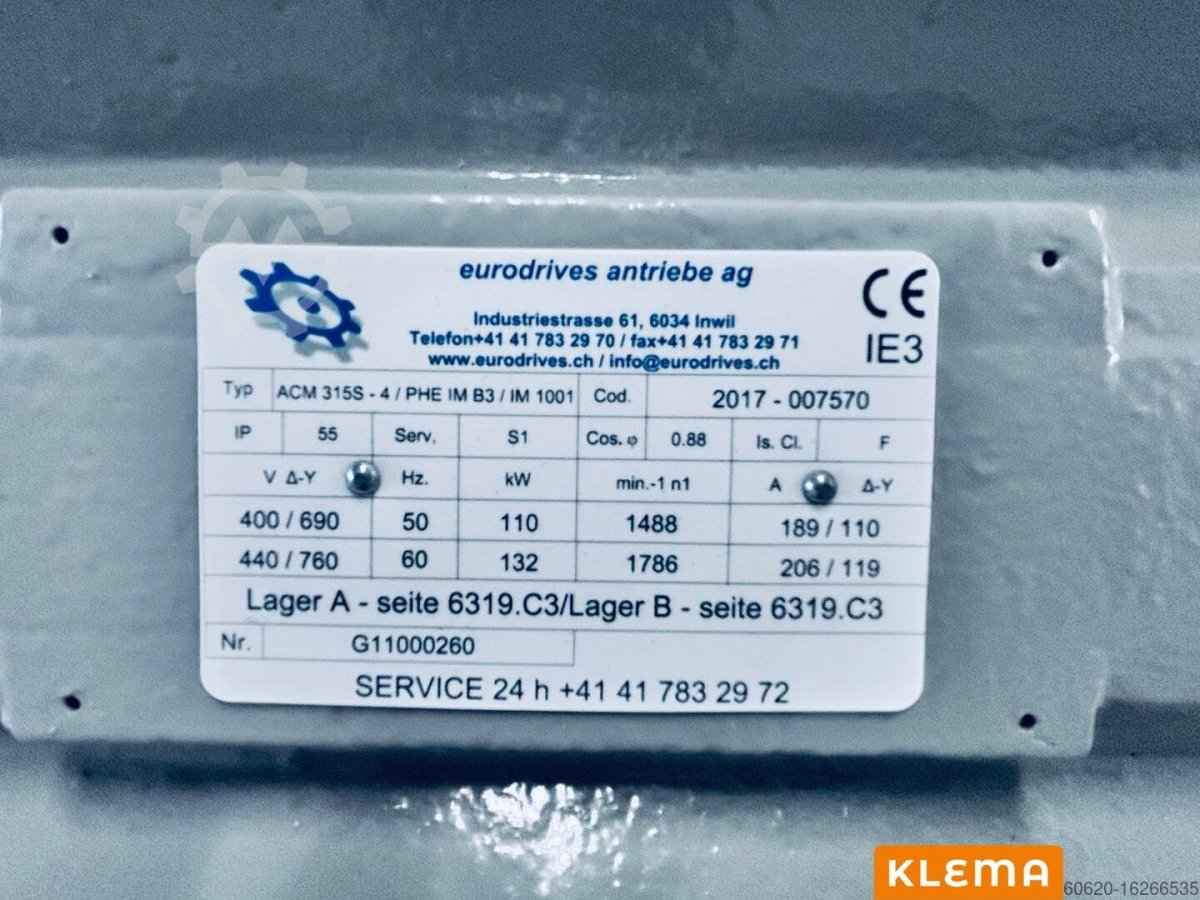 eurodrives antriebe ag
CE
Industriestrasse 61, 6034 Inwil
Telefon+41 41 783 29 70 / fax+41 41 783 29 71
www.eurodrives.ch / info@eurodrives.ch
IE3
Typ ACM 315S - 4 / PHE IM B3 / IM 1001 Cod. 2017 - 007570
IP 55 Serv. S1 Cos. φ 0.88 Is. Cl. F
V Δ-Y Hz. kW min.-1 n1 A Δ-Y
400 / 690 50 110 1488 189 / 110
440 / 760 60 132 1786 206 / 119
Lager A - seite 6319.C3/Lager B - seite 6319.C3
Nr. G11000260
SERVICE 24 h +41 41 783 29 72
KLEMA
60620-16266535